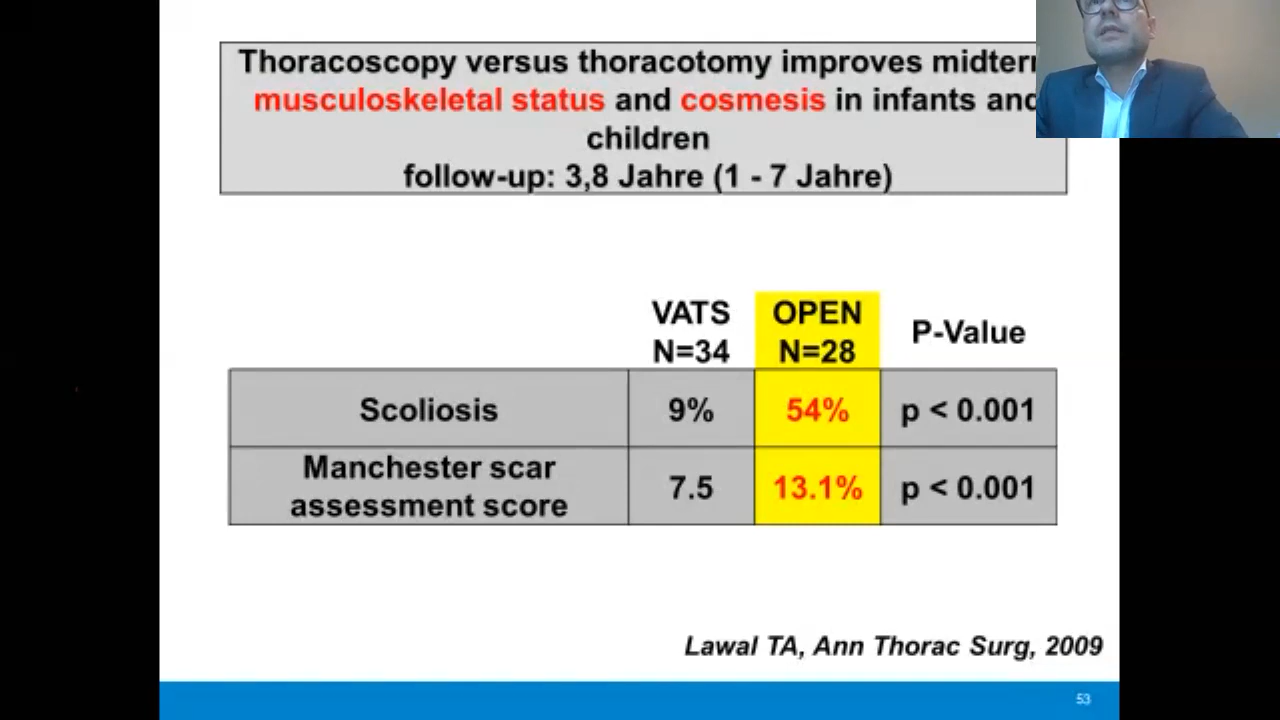 Thoracoscopy versus thoracotomy improves midterm
musculoskeletal status and cosmesis in infants and
children
follow-up: 3,8 Jahre (1 - 7 Jahre)
VATS OPEN P-Value
N=34 N=28
Scoliosis 9% 54% p < 0.001
Manchester scar
assessment score 7.5 13.1% p < 0.001
Lawal TA, Ann Thorac Surg, 2009
53